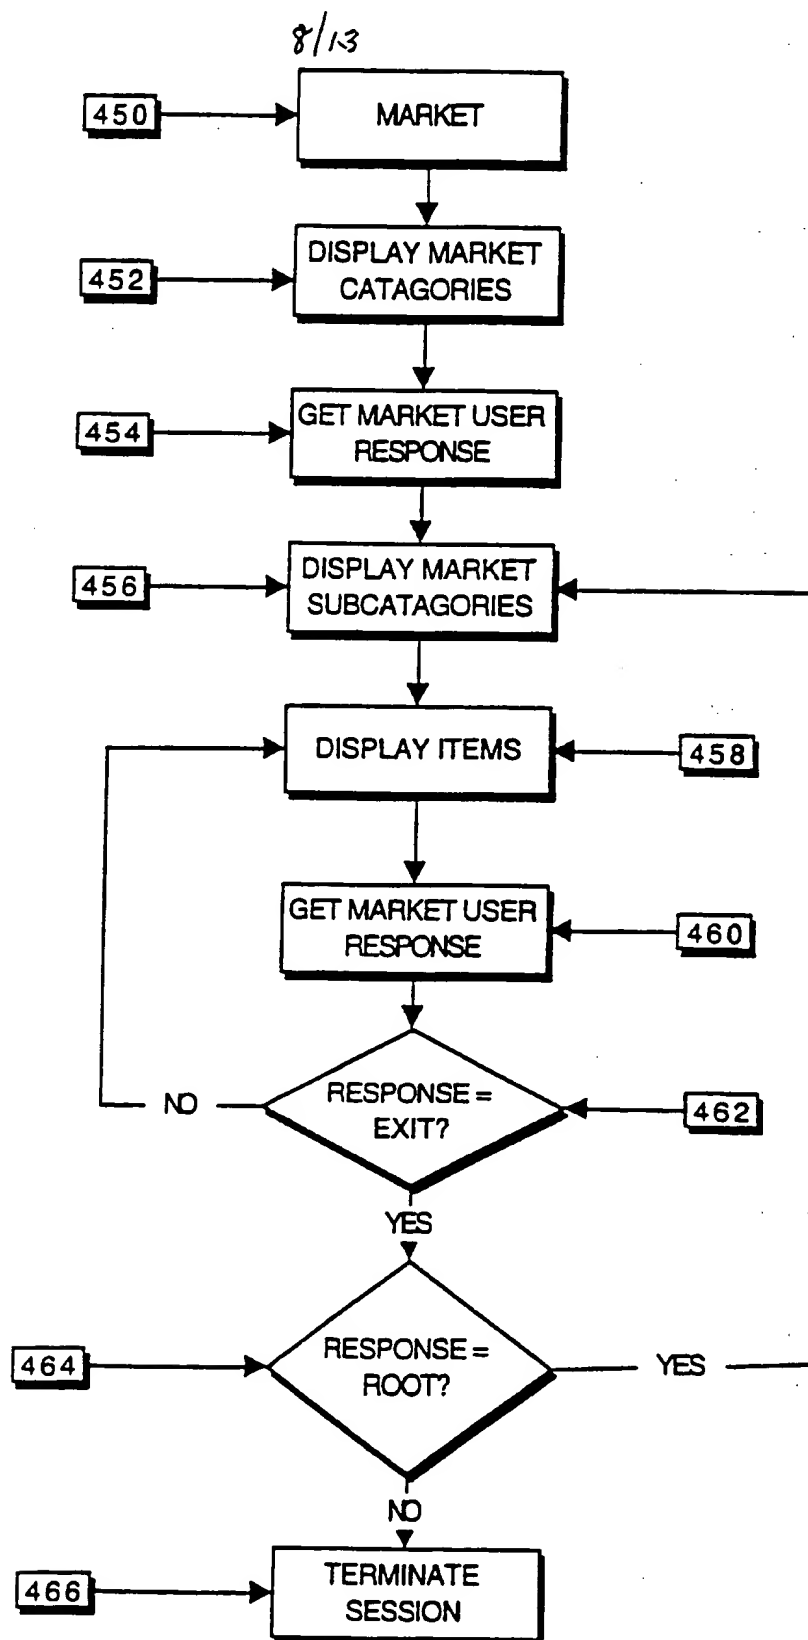 8/13
450
MARKET
452
DISPLAY MARKET
CATAGORIES
454
GET MARKET USER
RESPONSE
456
DISPLAY MARKET
SUBCATAGORIES
DISPLAY ITEMS
458
GET MARKET USER
RESPONSE
460
NO
RESPONSE =
EXIT?
462
YES
464
RESPONSE =
ROOT?
YES
NO
466
TERMINATE
SESSION